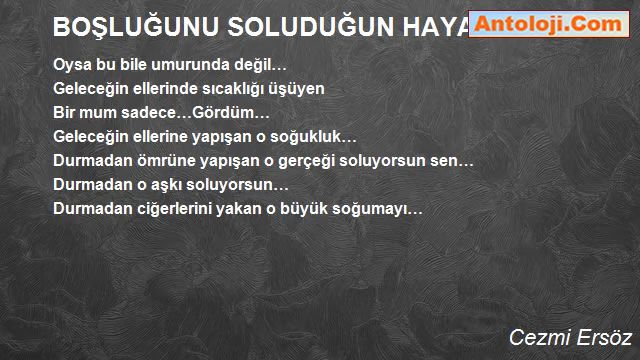 BOŞLUĞUNU SOLUDUĞUN HAYA
Antoloji.Com
Oysa bu bile umurunda değil…
Geleceğin ellerinde sıcaklığı üşüyen
Bir mum sadece…Gördüm…
Geleceğin ellerine yapışan o soğukluk…
Durmadan ömrüne yapışan o gerçeği soluyorsun sen…
Durmadan o aşkı soluyorsun…
Durmadan ciğerlerini yakan o büyük soğumayı…
Cezmi Ersöz